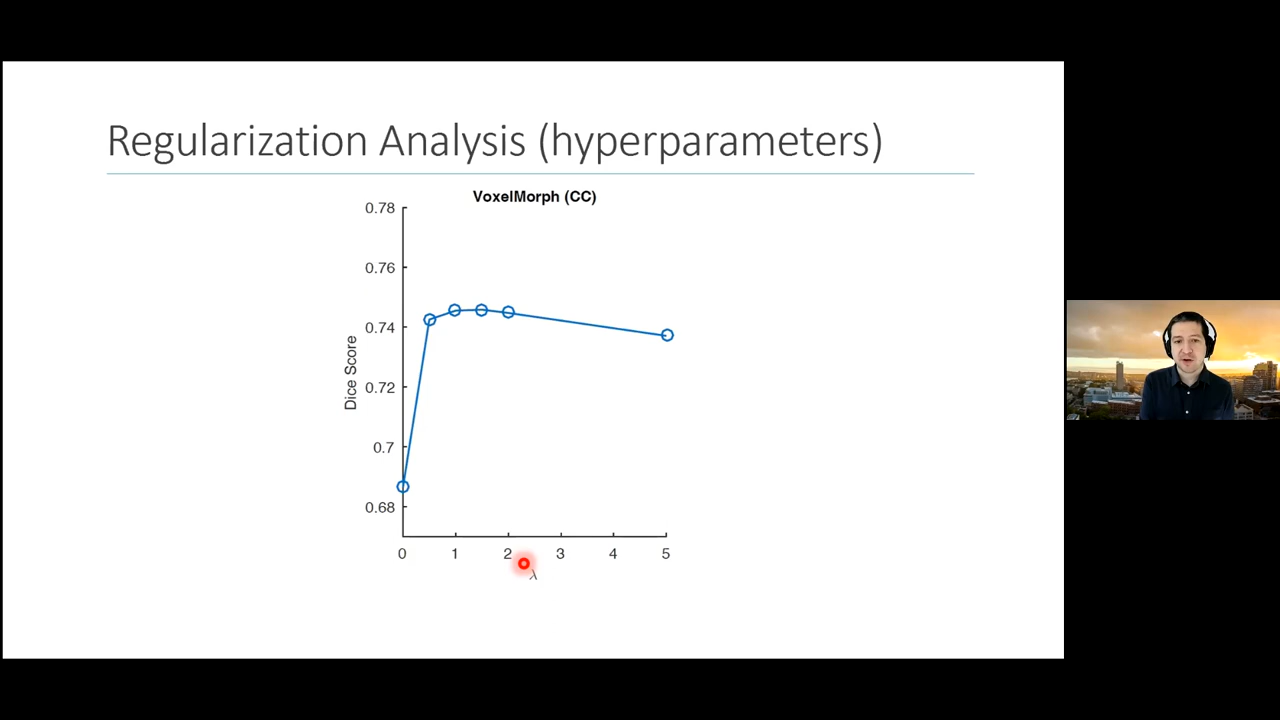 Regularization Analysis (hyperparameters)
VoxelMorph (CC)
0.78
0.76
0.74
0.72
0.7
0.68
Dice Score
0 1 2 3 4 5
λ